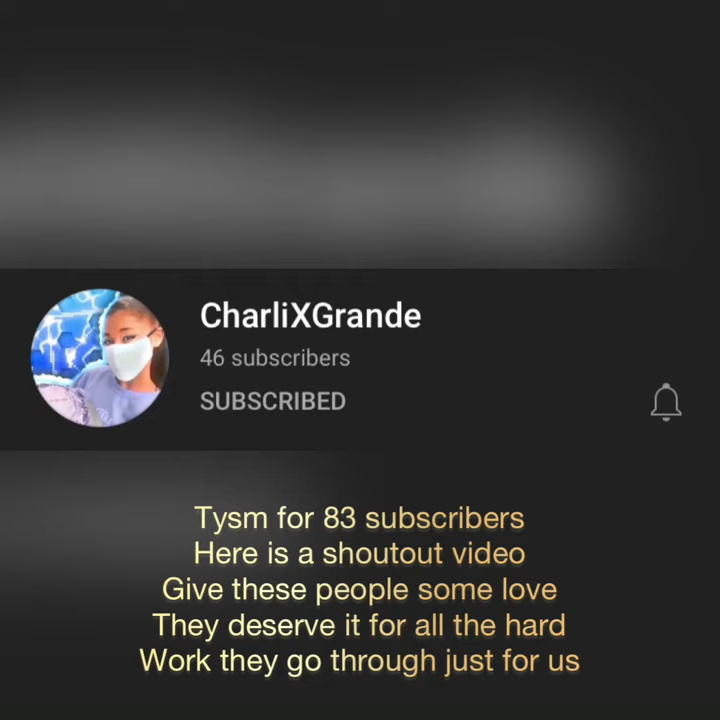 CharliXGrande
46 subscribers
SUBSCRIBED
Tysm for 83 subscribers
Here is a shoutout video
Give these people some love
They deserve it for all the hard
Work they go through just for us